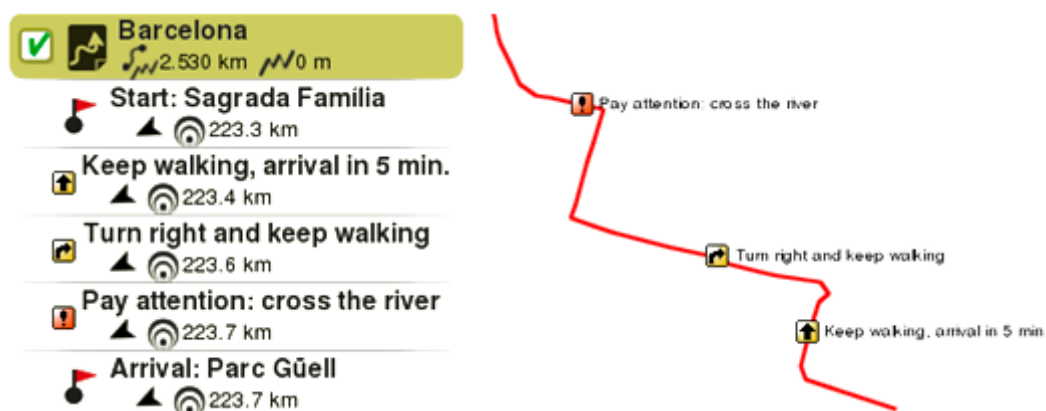 Barcelona
2.530 km 0 m
Start: Sagrada Família
223.3 km
Keep walking, arrival in 5 min.
223.4 km
Turn right and keep walking
223.6 km
Pay attention: cross the river
223.7 km
Arrival: Parc Gūell
223.7 km
Pay attention: cross the river
Turn right and keep walking
Keep walking, arrival in 5 min